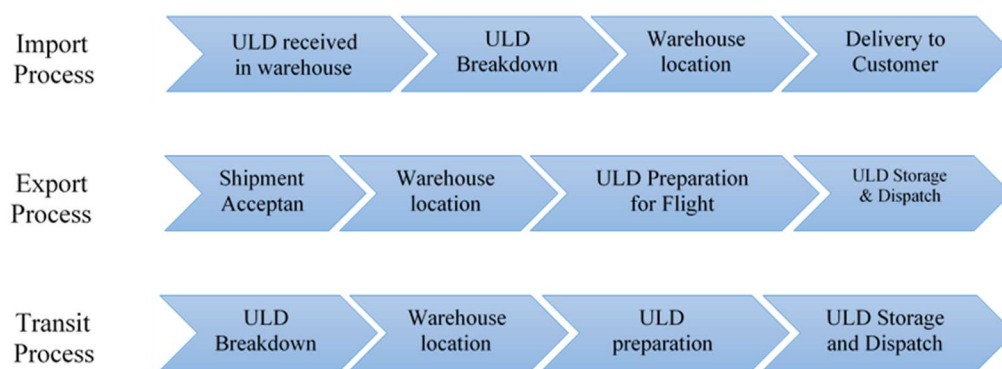 Import
Process
ULD received
in warehouse
ULD
Breakdown
Warehouse
location
Delivery to
Customer
Export
Process
Shipment
Acceptan
Warehouse
location
ULD Preparation
for Flight
ULD Storage
& Dispatch
Transit
Process
ULD
Breakdown
Warehouse
location
ULD
preparation
ULD Storage
and Dispatch